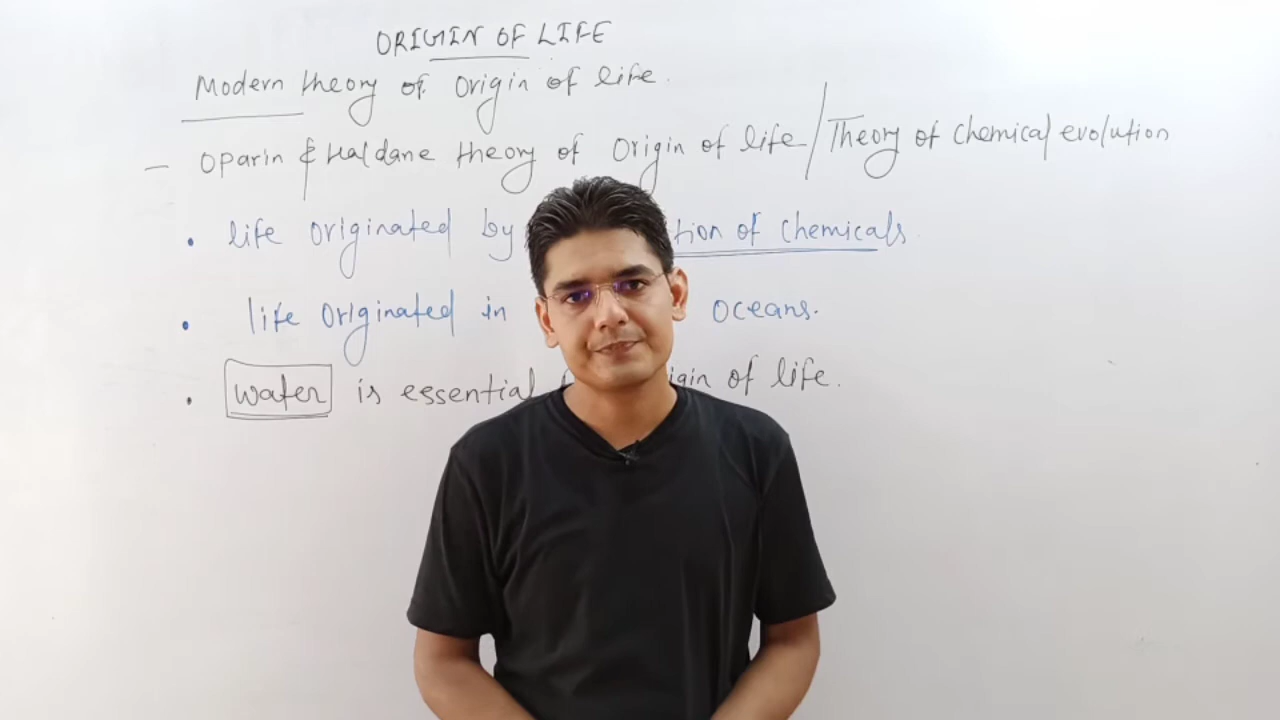 ORIGIN OF LIFE
Modern theory of Origin of life.
- Oparin & Haldane theory of Origin of life / Theory of Chemical evolution
• life originated by tion of Chemicals
• life Originated in Oceans.
• Water is essential igin of life.